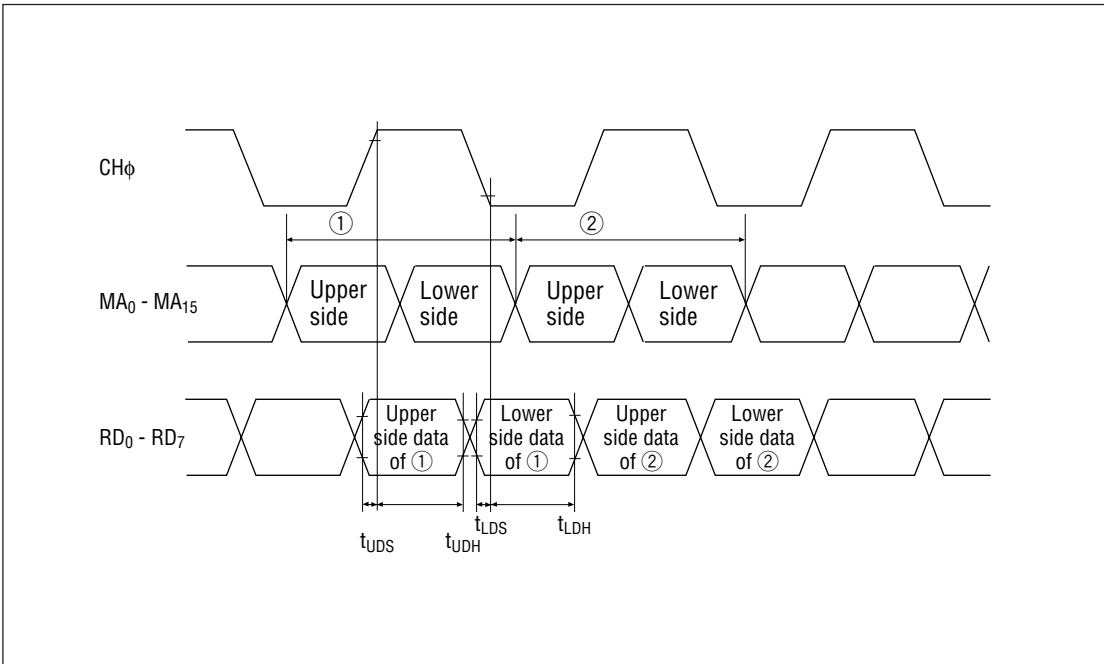 CHϕ
① ②
MA₀ - MA₁₅
Upper side
Lower side
Upper side
Lower side
RD₀ - RD₇
Upper side data of ①
Lower side data of ①
Upper side data of ②
Lower side data of ②
tUDS tUDH tLDS tLDH